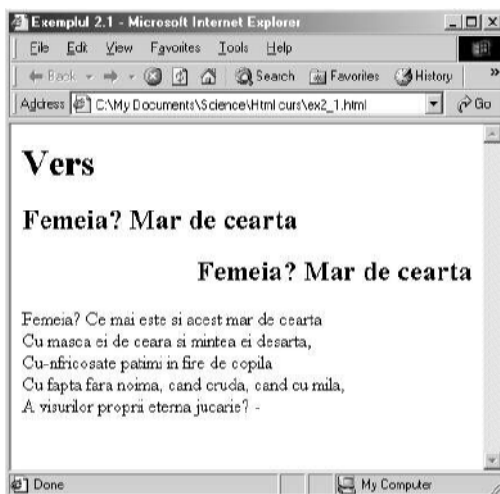 Exemplul 2.1 - Microsoft Internet Explorer
File Edit View Favorites Tools Help
Back Search Favorites History »
Address C:\My Documents\Science\Html curs\ex2_1.html Go
Vers
Femeia? Mar de cearta
Femeia? Mar de cearta
Femeia? Ce mai este si acest mar de cearta
Cu masca ei de ceara si mintea ei desarta,
Cu-nfricosate patimi in fire de copila
Cu fapta fara noima, cand cruda, cand cu mila,
A visurilor proprii eterna jucarie? -
Done My Computer